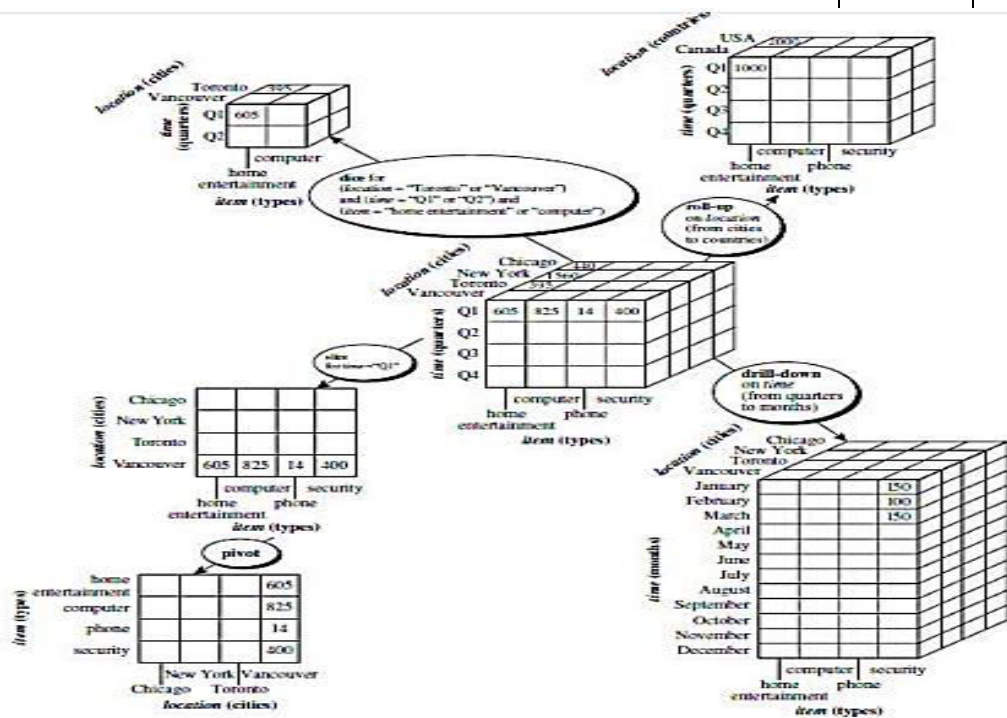 location (cities)
Toronto 395
Vancouver
time (quarters)
Q1 605
Q2
computer
home
entertainment
item (types)
location (countries)
USA 2000
Canada
time (quarters)
Q1 1000
Q2
Q3
Q4
computer security
home phone
entertainment
item (types)
dice for
(location = "Toronto" or "Vancouver")
and (time = "Q1" or "Q2") and
(item = "home entertainment" or "computer")
roll-up
on location
(from cities
to countries)
location (cities)
Chicago 440
New York 1560
Toronto 395
Vancouver
time (quarters)
Q1 605 825 14 400
Q2
Q3
Q4
computer security
home phone
entertainment
item (types)
slice
for time = "Q1"
location (cities)
Chicago
New York
Toronto
Vancouver 605 825 14 400
computer security
home phone
entertainment
item (types)
drill-down
on time
(from quarters
to months)
location (cities)
Chicago
New York
Toronto
Vancouver
time (months)
January 150
February 100
March 150
April
May
June
July
August
September
October
November
December
computer security
home phone
entertainment
item (types)
pivot
item (types)
home
entertainment 605
computer 825
phone 14
security 400
New York Vancouver
Chicago Toronto
location (cities)